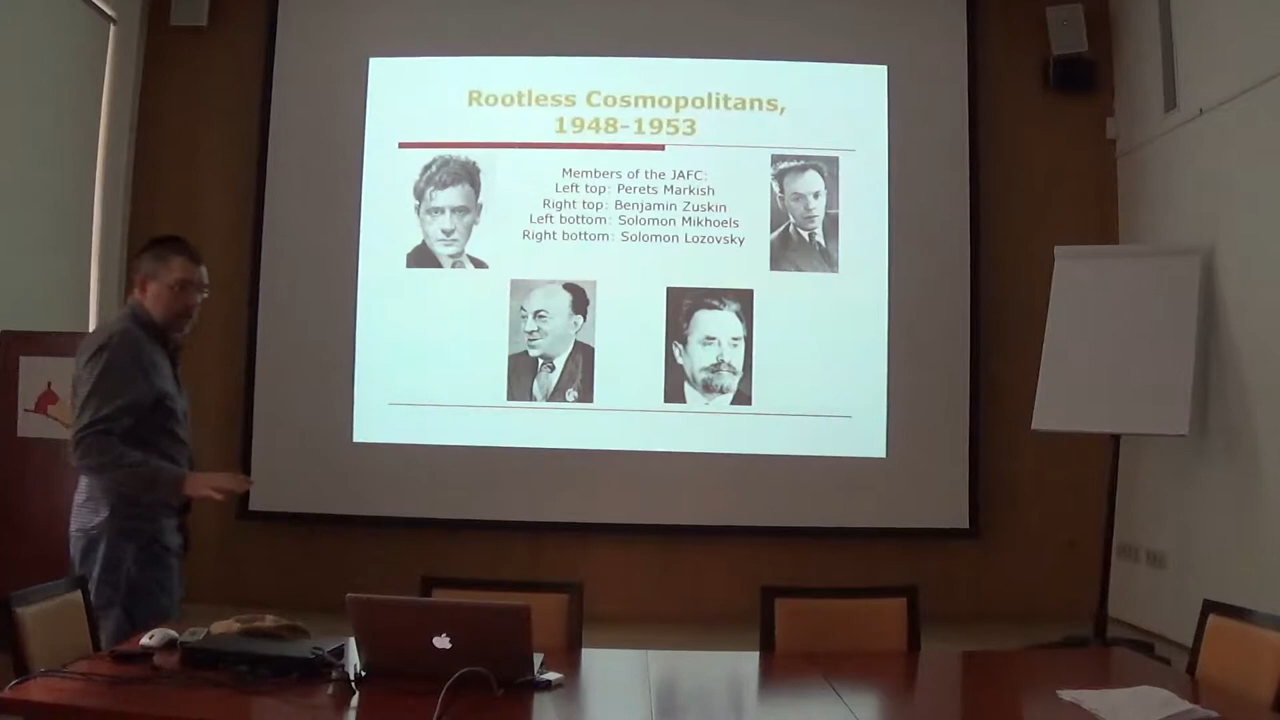 Rootless Cosmopolitans,
1948-1953
Members of the JAFC:
Left top: Perets Markish
Right top: Benjamin Zuskin
Left bottom: Solomon Mikhoels
Right bottom: Solomon Lozovsky